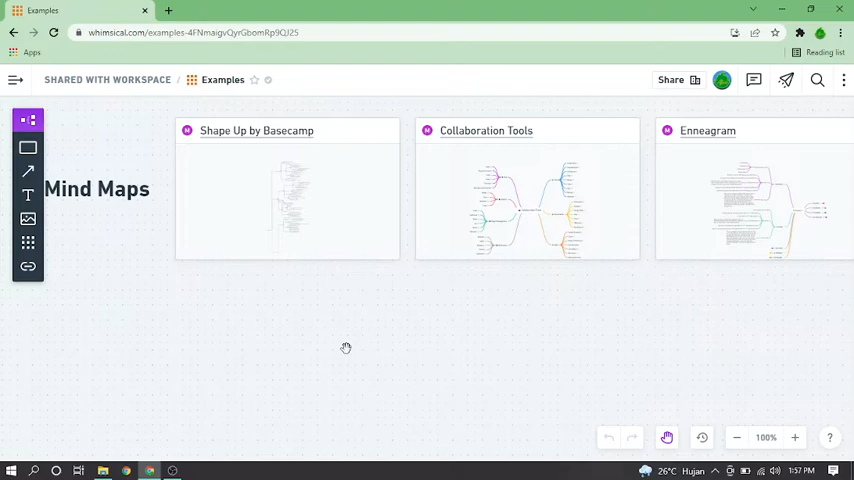 Examples
whimsical.com/examples-4FNmaigvQyrGbomRp9QJ25
Apps
Reading list
SHARED WITH WORKSPACE / Examples
Share
M Shape Up by Basecamp
M Collaboration Tools
M Enneagram
Mind Maps
T
100%
?
26°C Hujan
1:57 PM